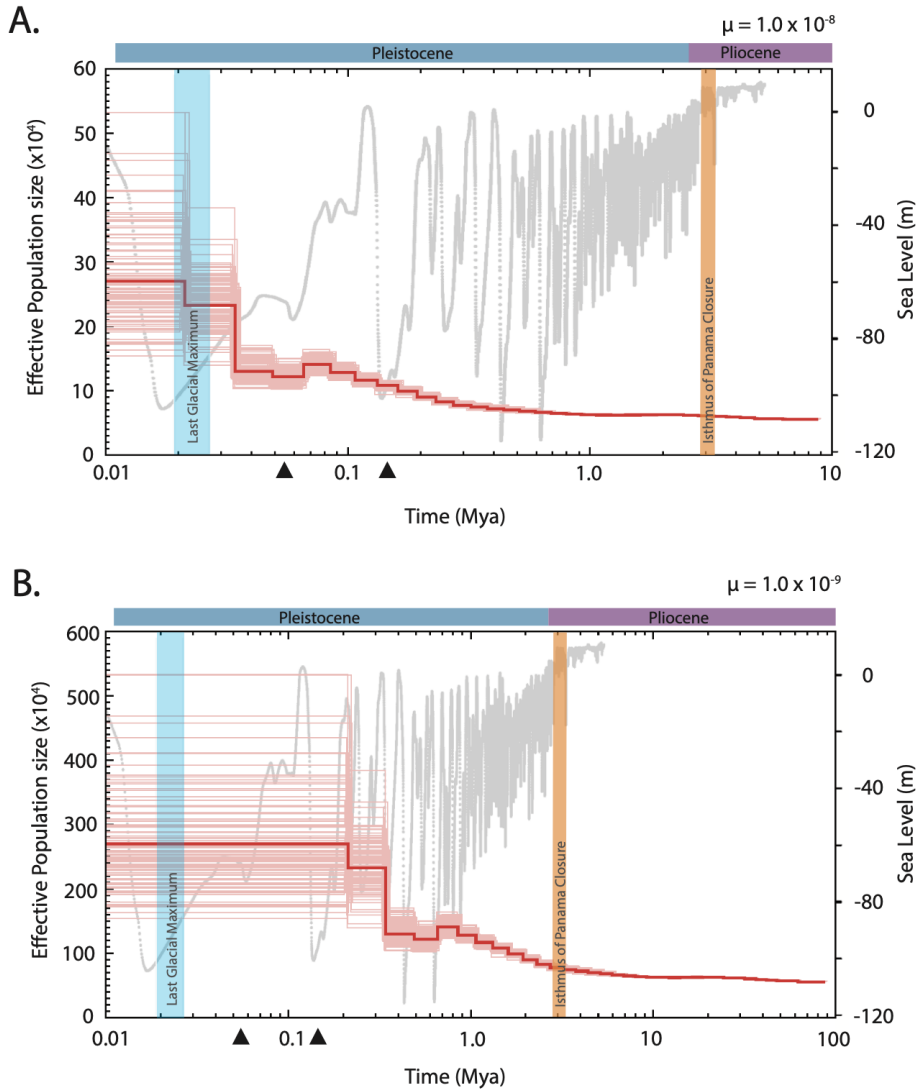 A.
μ = 1.0 x 10⁻⁸
Pleistocene
Pliocene
60
50
40
30
20
10
0
Effective Population size (x10⁴)
0
-40
-80
-120
Sea Level (m)
Last Glacial Maximum
Isthmus of Panama Closure
0.01
0.1
1.0
10
Time (Mya)
B.
μ = 1.0 x 10⁻⁹
Pleistocene
Pliocene
600
500
400
300
200
100
0
Effective Population size (x10⁴)
0
-40
-80
-120
Sea Level (m)
Last Glacial Maximum
Isthmus of Panama Closure
0.01
0.1
1.0
10
100
Time (Mya)